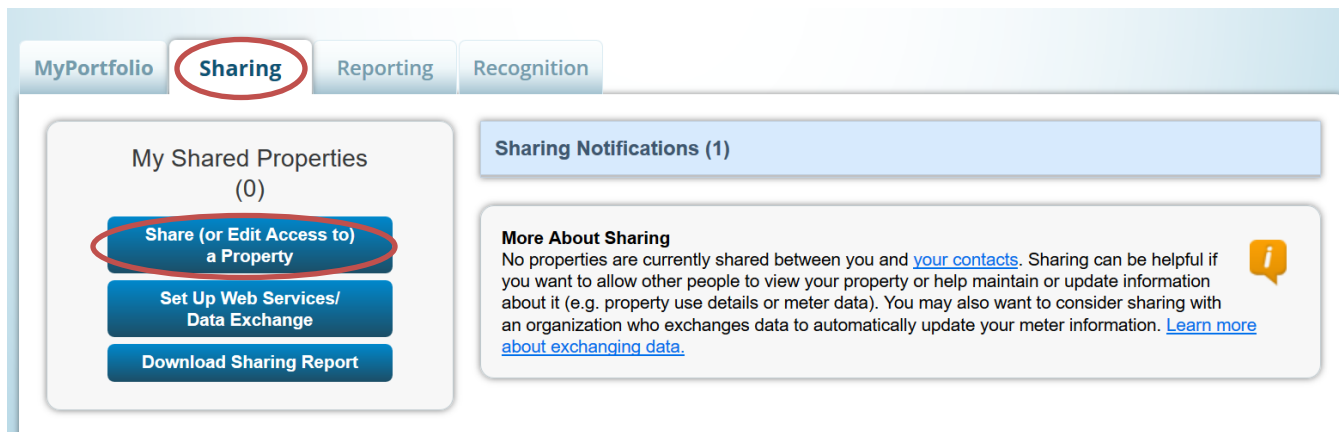 MyPortfolio
Sharing
Reporting
Recognition
My Shared Properties
(0)
Share (or Edit Access to)
a Property
Set Up Web Services/
Data Exchange
Download Sharing Report
Sharing Notifications (1)
More About Sharing
No properties are currently shared between you and your contacts. Sharing can be helpful if
you want to allow other people to view your property or help maintain or update information
about it (e.g. property use details or meter data). You may also want to consider sharing with
an organization who exchanges data to automatically update your meter information. Learn more
about exchanging data.
i